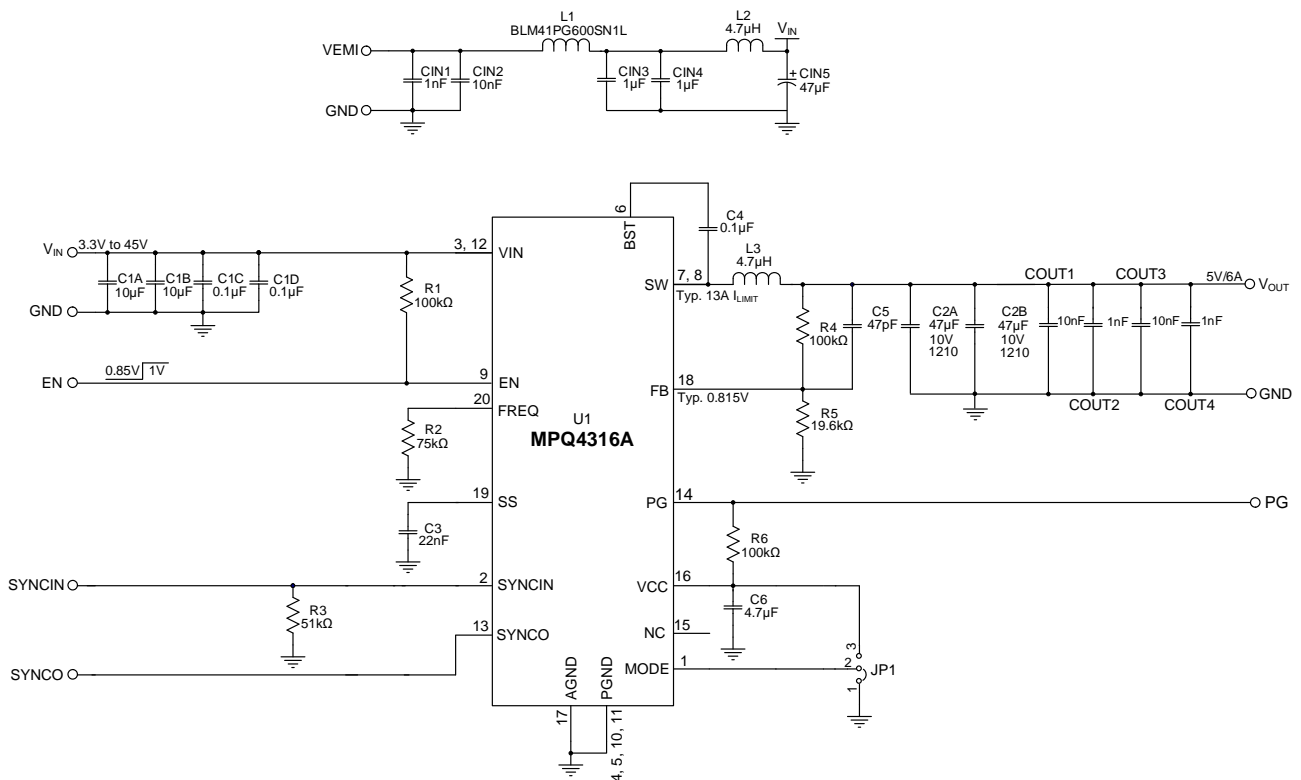 L1
BLM41PG600SN1L
L2
4.7µH
VIN
VEMI
CIN1
1nF
CIN2
10nF
CIN3
1µF
CIN4
1µF
+
CIN5
47µF
GND
6
BST
C4
0.1µF
VIN
3.3V to 45V
3, 12
VIN
C1A
10µF
C1B
10µF
C1C
0.1µF
C1D
0.1µF
GND
R1
100kΩ
L3
4.7µH
7, 8
SW
Typ. 13A ILIMIT
COUT1
COUT3
5V/6A
VOUT
R4
100kΩ
C5
47pF
C2A
47µF
10V
1210
C2B
47µF
10V
1210
10nF
1nF
10nF
1nF
EN
0.85V
1V
9
EN
18
FB
Typ. 0.815V
COUT2
COUT4
GND
20
FREQ
R2
75kΩ
U1
MPQ4316A
R5
19.6kΩ
19
SS
C3
22nF
14
PG
PG
R6
100kΩ
SYNCIN
2
SYNCIN
R3
51kΩ
16
VCC
C6
4.7µF
13
SYNCO
15
NC
SYNCO
1
MODE
3
2
1
JP1
AGND
PGND
17
4, 5, 10, 11